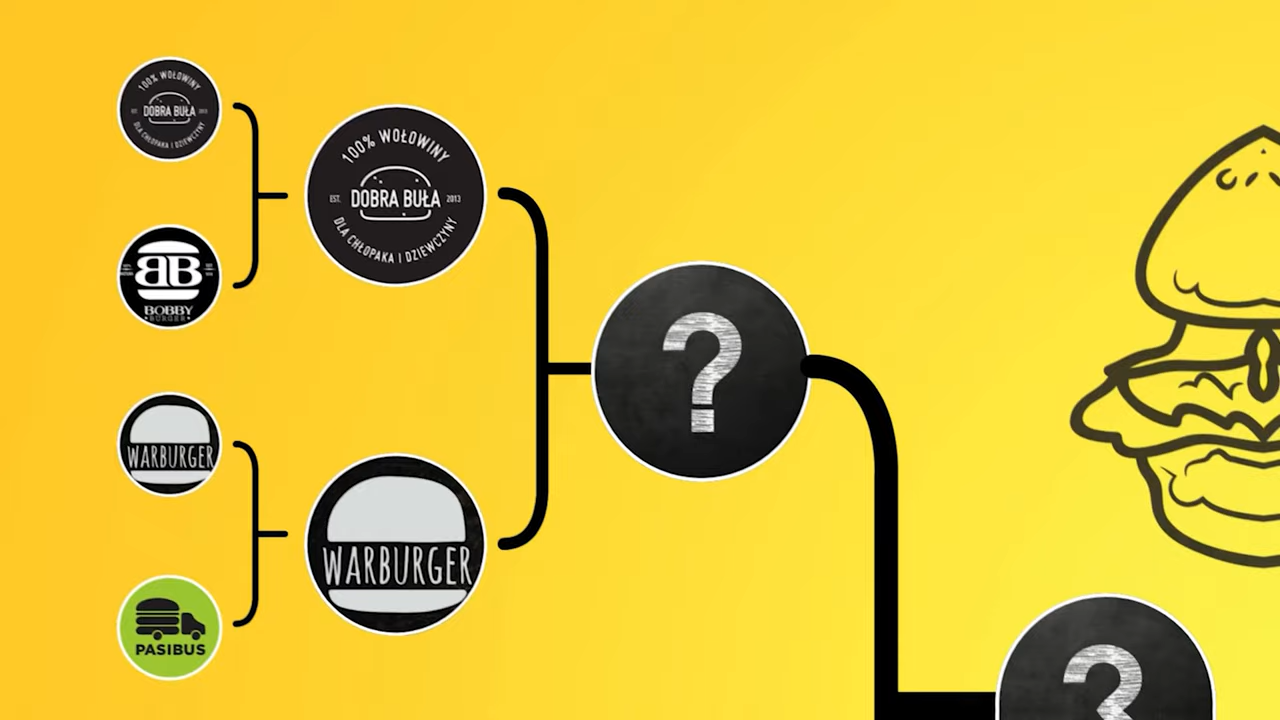 100% WOŁOWINY
EST. DOBRA BUŁA 2013
DLA CHŁOPAKA I DZIEWCZYNY
BB
BOBBY
BURGER
WARBURGER
PASIBUS
100% WOŁOWINY
EST. DOBRA BUŁA 2013
DLA CHŁOPAKA I DZIEWCZYNY
WARBURGER
?
?